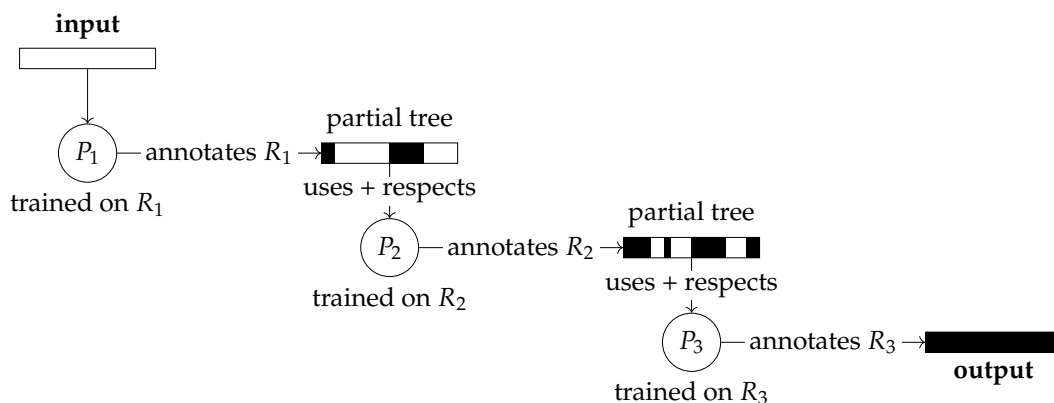 input
P₁
annotates R₁
trained on R₁
partial tree
uses + respects
P₂
annotates R₂
trained on R₂
partial tree
uses + respects
P₃
annotates R₃
trained on R₃
output